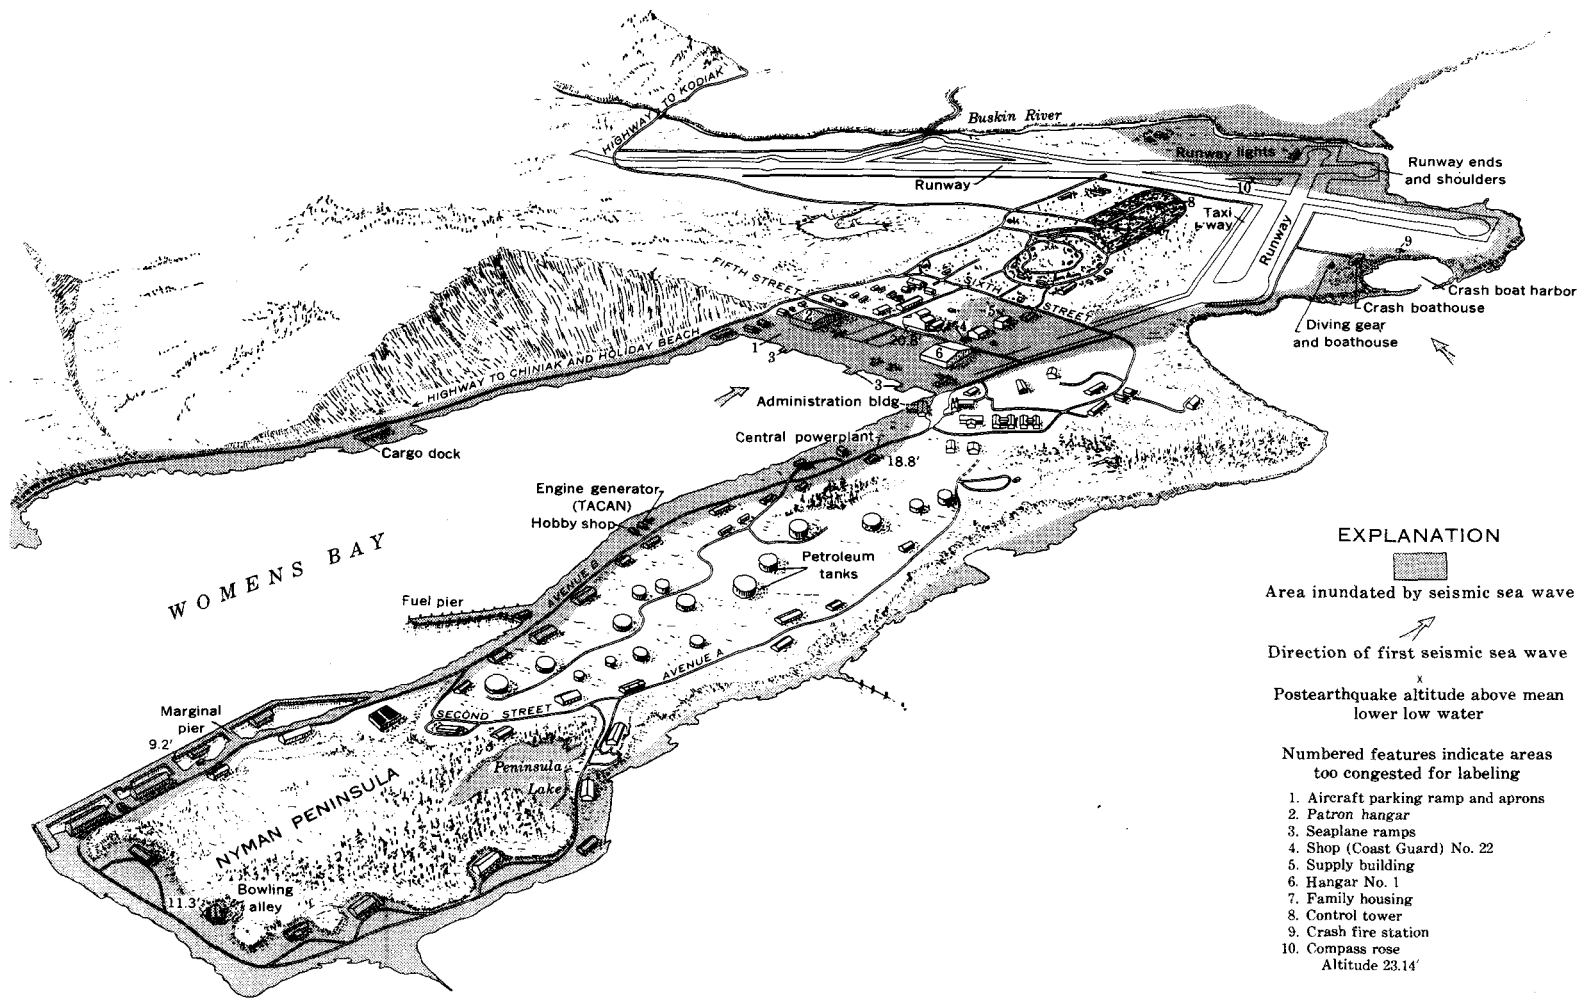 HIGHWAY TO KODIAK
Buskin River
Runway lights
Runway ends
and shoulders
Runway
10
8
Taxi
way
7
Runway
9
FIFTH STREET
SIXTH STREET
Crash boat harbor
Crash boathouse
Diving gear
and boathouse
2
5
4
20.8'
6
1
3
HIGHWAY TO CHINIAK AND HOLIDAY BEACH
3
Administration bldg
Cargo dock
Central powerplant
18.8'
Engine generator
(TACAN)
Hobby shop
WOMENS BAY
Petroleum
tanks
AVENUE B
Fuel pier
AVENUE A
SECOND STREET
Marginal
pier
9.2'
Peninsula
Lake
NYMAN PENINSULA
Bowling
alley
11.3'
EXPLANATION
Area inundated by seismic sea wave
Direction of first seismic sea wave
x
Postearthquake altitude above mean
lower low water
Numbered features indicate areas
too congested for labeling
1. Aircraft parking ramp and aprons
2. Patron hangar
3. Seaplane ramps
4. Shop (Coast Guard) No. 22
5. Supply building
6. Hangar No. 1
7. Family housing
8. Control tower
9. Crash fire station
10. Compass rose
Altitude 23.14'